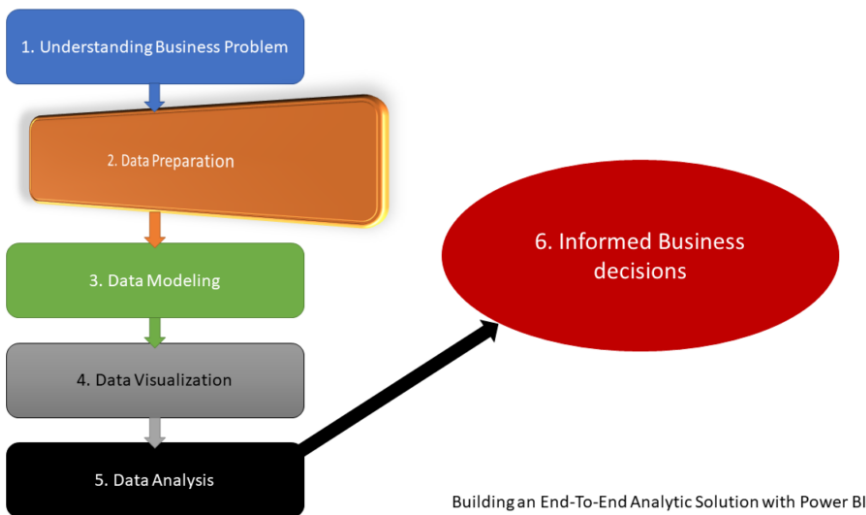 1. Understanding Business Problem
2. Data Preparation
3. Data Modeling
4. Data Visualization
5. Data Analysis
6. Informed Business
decisions
Building an End-To-End Analytic Solution with Power BI